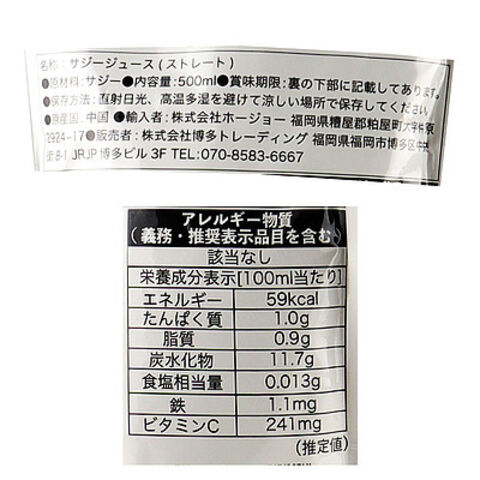 名称：サジージュース(ストレート)
●原材料：サジー●内容量：500ml●賞味期限：裏の下部に記載してあります。
●保存方法：直射日光、高温多湿を避けて涼しい場所で保存してください。
●原産国：中国 ●輸入者：株式会社ホージョー 福岡県糟屋郡粕屋町大字仲原
2924-17●販売者：株式会社博多トレーディング 福岡県福岡市博多区中央
街8-1 JRJP博多ビル3F TEL:070-8583-6667
アレルギー物質
(義務・推奨表示品目を含む)
該当なし
栄養成分表示[100ml当たり]
エネルギー 59kcal
たんぱく質 1.0g
脂質 0.9g
炭水化物 11.7g
食塩相当量 0.013g
鉄 1.1mg
ビタミンC 241mg
(推定値)